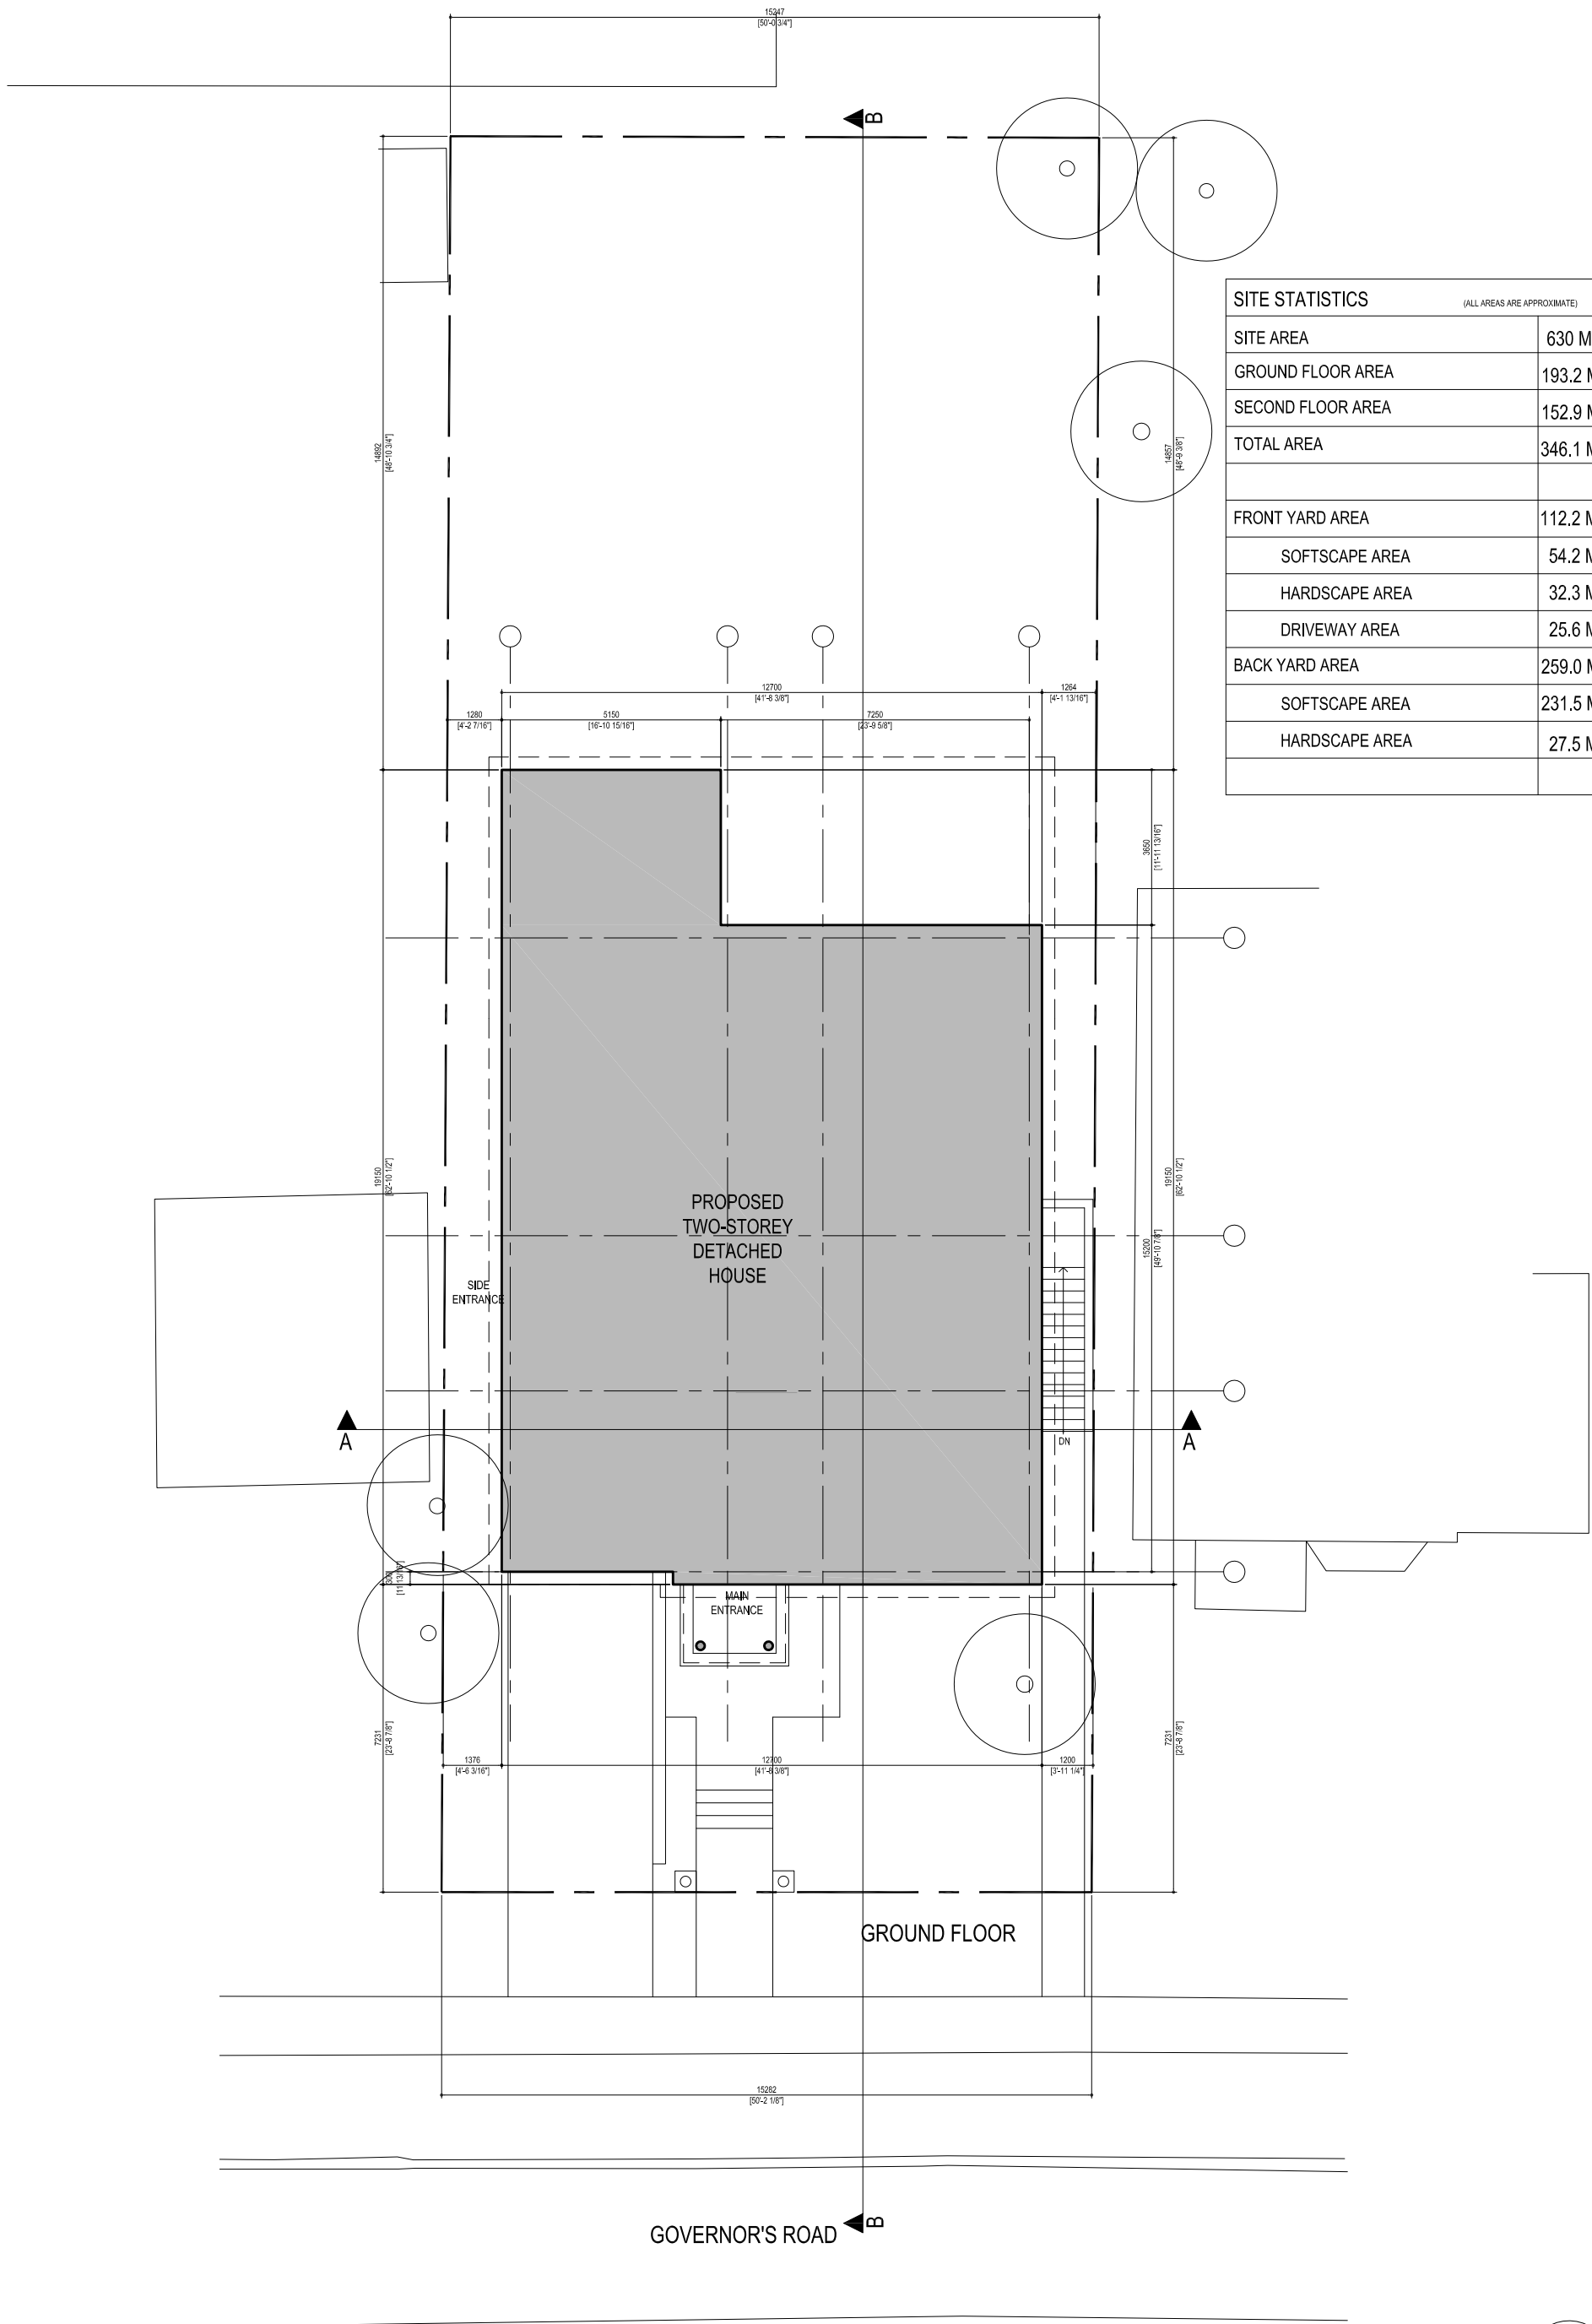 15247
[50'-0 3/4"]
B
SITE STATISTICS (ALL AREAS ARE APPROXIMATE)
SITE AREA 630 M
GROUND FLOOR AREA 193.2 M
SECOND FLOOR AREA 152.9 M
TOTAL AREA 346.1 M
FRONT YARD AREA 112.2 M
SOFTSCAPE AREA 54.2 M
HARDSCAPE AREA 32.3 M
DRIVEWAY AREA 25.6 M
BACK YARD AREA 259.0 M
SOFTSCAPE AREA 231.5 M
HARDSCAPE AREA 27.5 M
14892
[48'-10 3/4"]
14857
[48'-9 3/8"]
12700
[41'-8 3/8"]
1264
[4'-1 13/16"]
1280
[4'-2 7/16"]
5150
[16'-10 15/16"]
7250
[23'-9 5/8"]
3650
[11'-11 13/16"]
19150
[62'-10 1/2"]
19150
[62'-10 1/2"]
15200
[49'-10 7/8"]
PROPOSED
TWO-STOREY
DETACHED
HOUSE
SIDE
ENTRANCE
A
A
DN
300
[11 13/16"]
MAIN
ENTRANCE
7231
[23'-8 7/8"]
7231
[23'-8 7/8"]
1376
[4'-6 3/16"]
12700
[41'-8 3/8"]
1200
[3'-11 1/4"]
GROUND FLOOR
15282
[50'-2 1/8"]
GOVERNOR'S ROAD
B